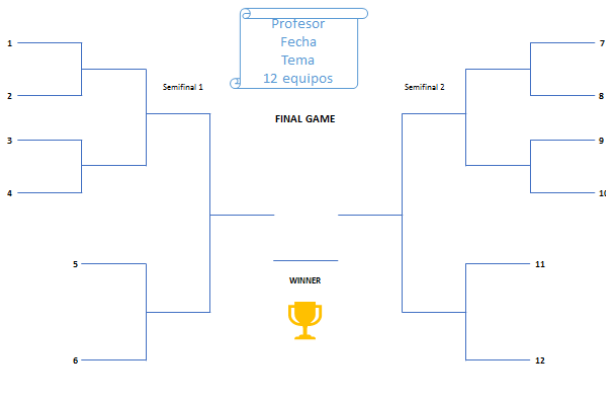 Profesor
Fecha
Tema
12 equipos
1
7
Semifinal 1
Semifinal 2
2
8
FINAL GAME
3
9
4
10
5
11
WINNER
6
12